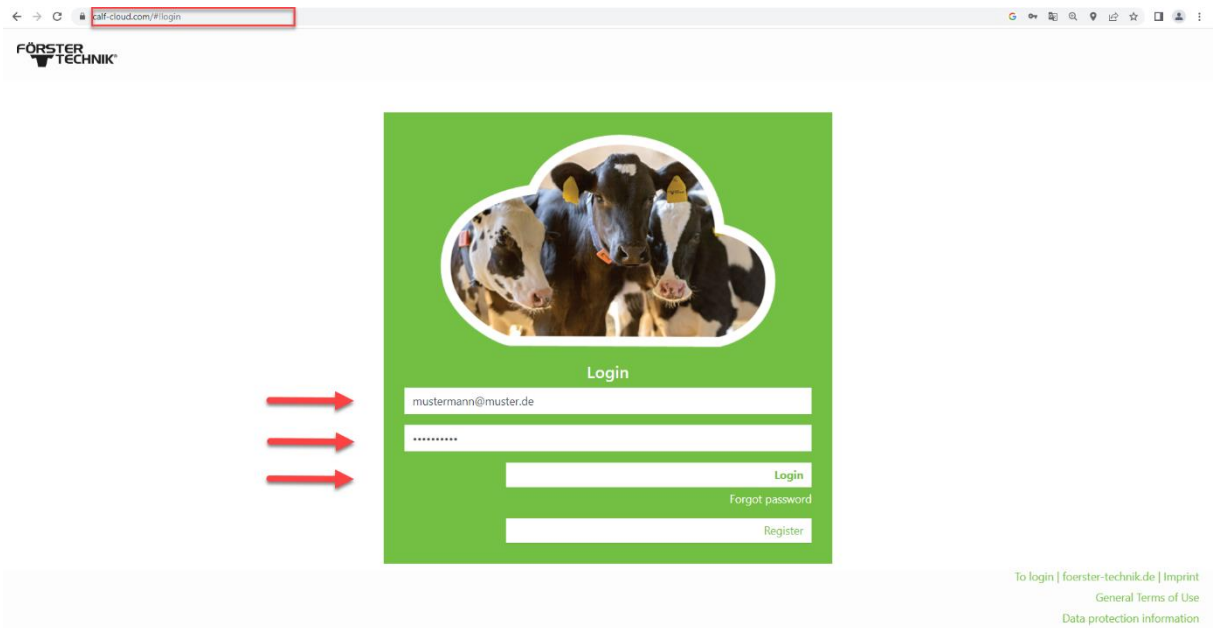 calf-cloud.com/#!login
FÖRSTER
TECHNIK®
Login
mustermann@muster.de
••••••••••
Login
Forgot password
Register
To login | foerster-technik.de | Imprint
General Terms of Use
Data protection information